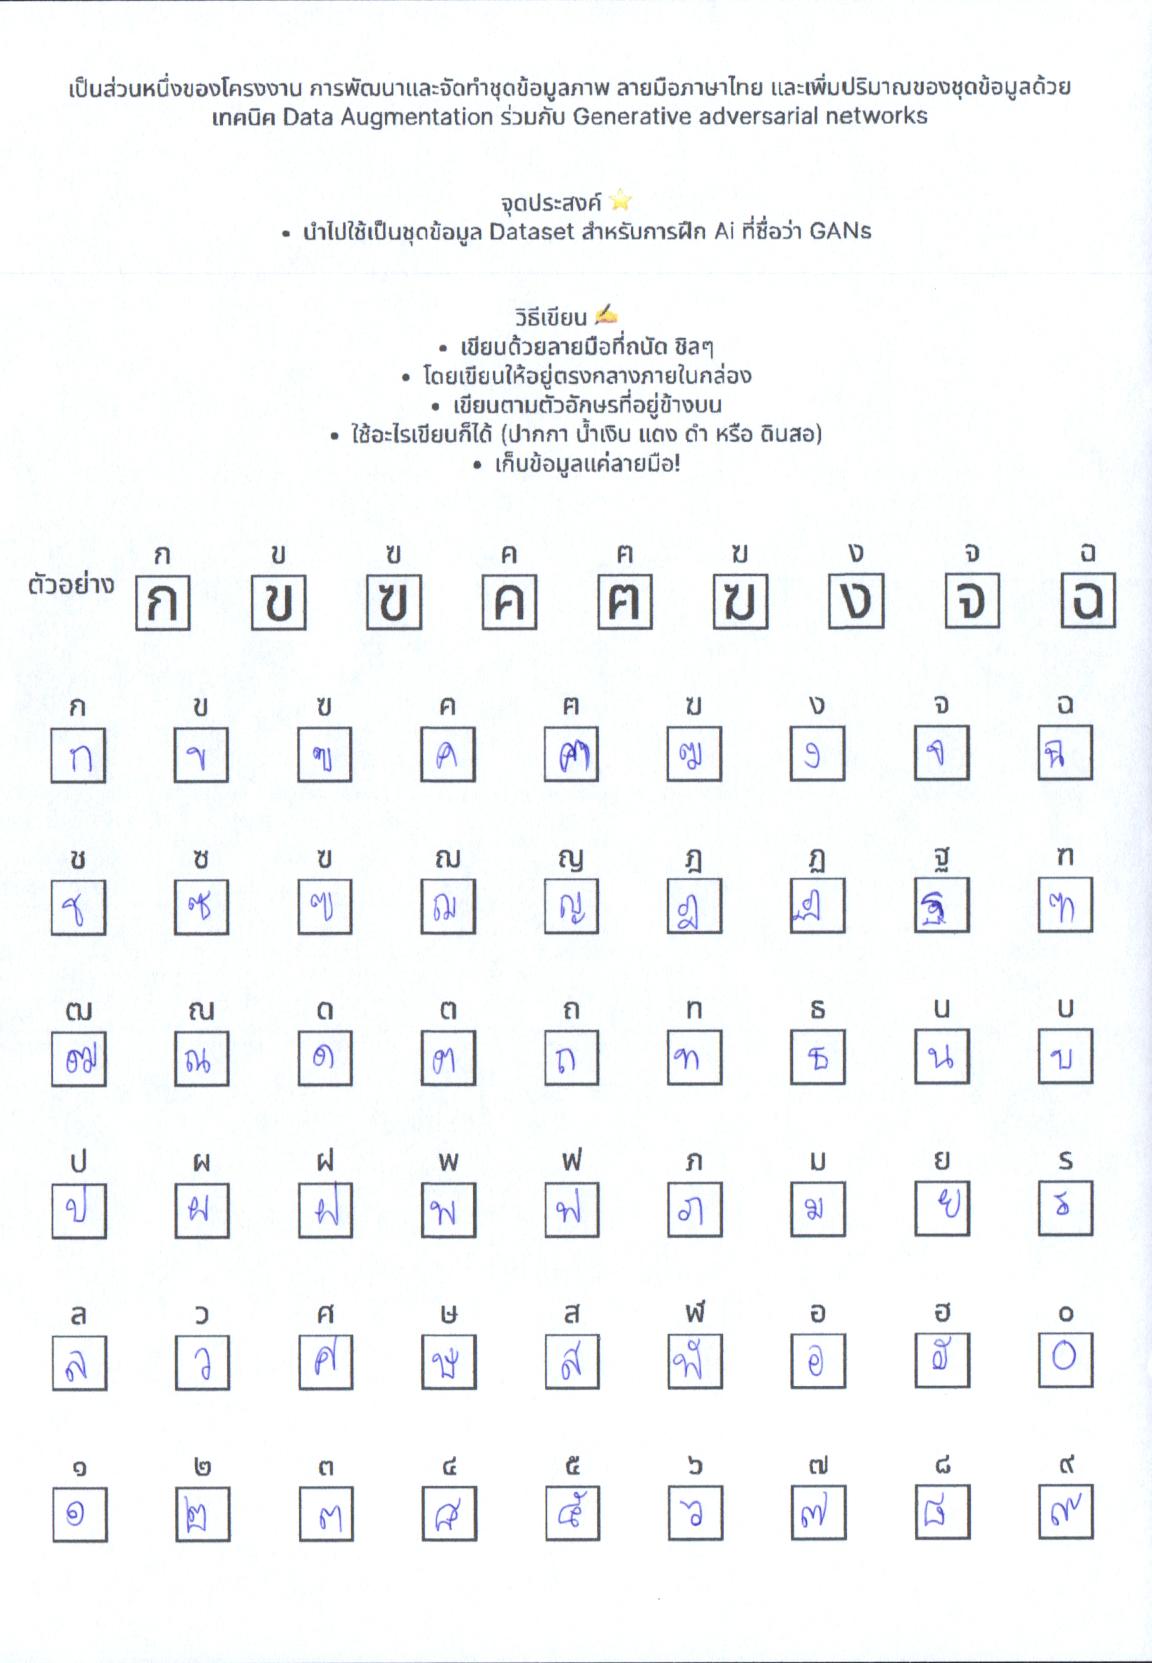 เป็นส่วนหนึ่งของโครงงาน การพัฒนาและจัดทำชุดข้อมูลภาพ ลายมือภาษาไทย และเพิ่มปริมาณของชุดข้อมูลด้วย
เทคนิค Data Augmentation ร่วมกับ Generative adversarial networks
จุดประสงค์ ⭐
• นำไปใช้เป็นชุดข้อมูล Dataset สำหรับการฝึก Ai ที่ชื่อว่า GANs
วิธีเขียน ✍️
• เขียนด้วยลายมือที่ถนัด ชิลๆ
• โดยเขียนให้อยู่ตรงกลางภายในกล่อง
• เขียนตามตัวอักษรที่อยู่ข้างบน
• ใช้อะไรเขียนก็ได้ (ปากกา น้ำเงิน แดง ดำ หรือ ดินสอ)
• เก็บข้อมูลแค่ลายมือ!
ก ข ฃ ค ฅ ฆ ง จ ฉ
ตัวอย่าง ก ข ฃ ค ฅ ฆ ง จ ฉ
ก ข ฃ ค ฅ ฆ ง จ ฉ
ก ข ฃ ค ฅ ฆ ง จ ฉ
ช ซ ฃ ฌ ญ ฎ ฏ ฐ ฑ
ช ซ ฃ ฌ ญ ฎ ฏ ฐ ฑ
ฒ ณ ด ต ถ ท ธ น บ
ฒ ณ ด ต ถ ท ธ น บ
ป ผ ฝ พ ฟ ภ ม ย ร
ป ผ ฝ พ ฟ ภ ม ย ร
ล ว ศ ษ ส ฬ อ ฮ ๐
ล ว ศ ษ ส ฬ อ ฮ ๐
๑ ๒ ๓ ๔ ๕ ๖ ๗ ๘ ๙
๑ ๒ ๓ ๔ ๕ ๖ ๗ ๘ ๙